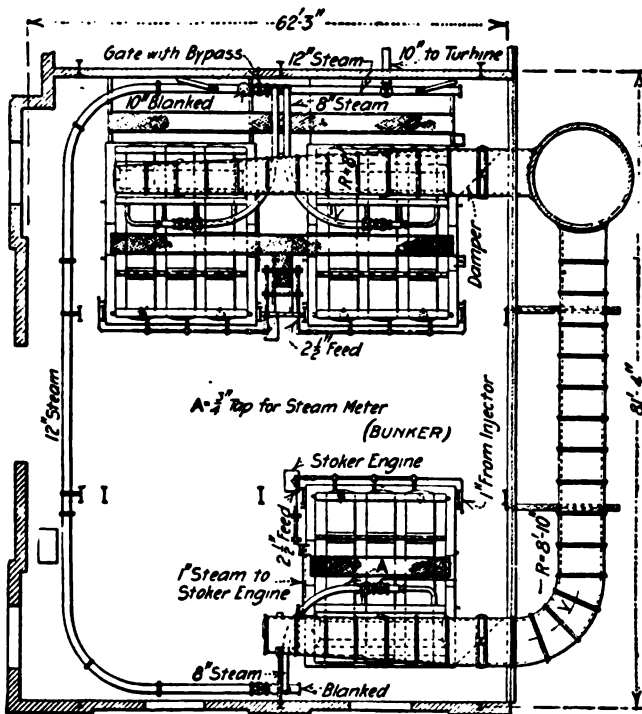 62'-3"
Gate with Bypass
12" Steam
10" to Turbine
10" Blanked
8" Steam
R=8'
Damper
2½" Feed
12" Steam
A-¾" Tap for Steam Meter
(BUNKER)
Stoker Engine
1" From Injector
81'-4"
2½" Feed
A
1" Steam to
Stoker Engine
R=8'-10"
8" Steam
Blanked